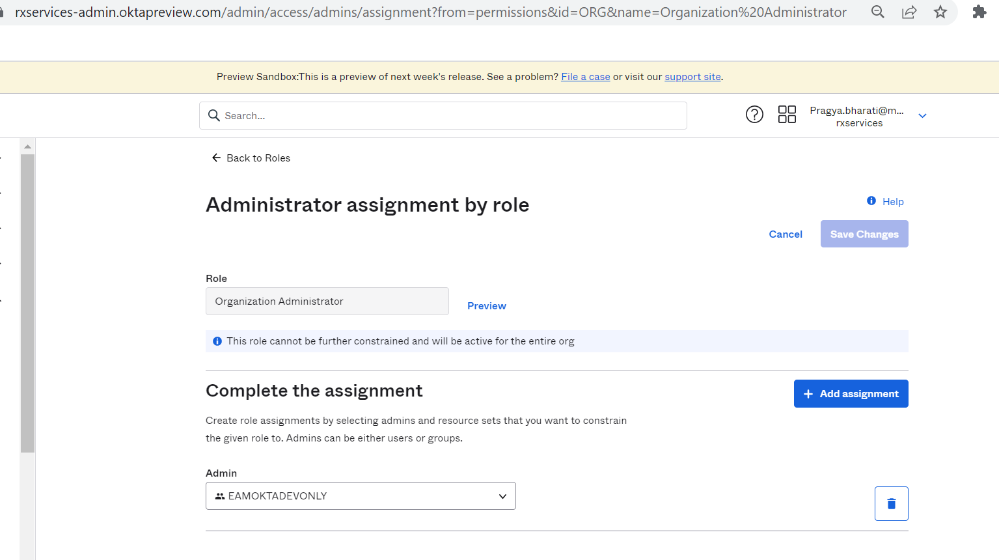 rxservices-admin.oktapreview.com/admin/access/admins/assignment?from=permissions&id=ORG&name=Organization%20Administrator
Preview Sandbox:This is a preview of next week's release. See a problem? File a case or visit our support site.
Search...
Pragya.bharati@m...
rxservices
Back to Roles
Administrator assignment by role
Help
Cancel
Save Changes
Role
Organization Administrator
Preview
This role cannot be further constrained and will be active for the entire org
Complete the assignment
Add assignment
Create role assignments by selecting admins and resource sets that you want to constrain
the given role to. Admins can be either users or groups.
Admin
EAMOKTADEVONLY